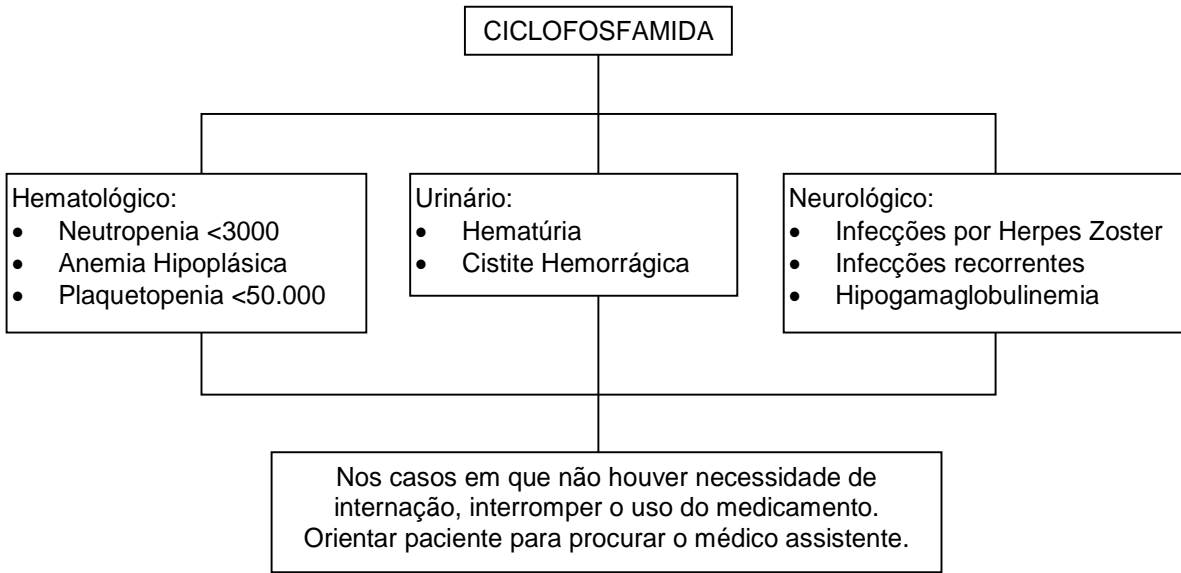 CICLOFOSFAMIDA
Hematológico:
• Neutropenia <3000
• Anemia Hipoplásica
• Plaquetopenia <50.000
Urinário:
• Hematúria
• Cistite Hemorrágica
Neurológico:
• Infecções por Herpes Zoster
• Infecções recorrentes
• Hipogamaglobulinemia
Nos casos em que não houver necessidade de
internação, interromper o uso do medicamento.
Orientar paciente para procurar o médico assistente.